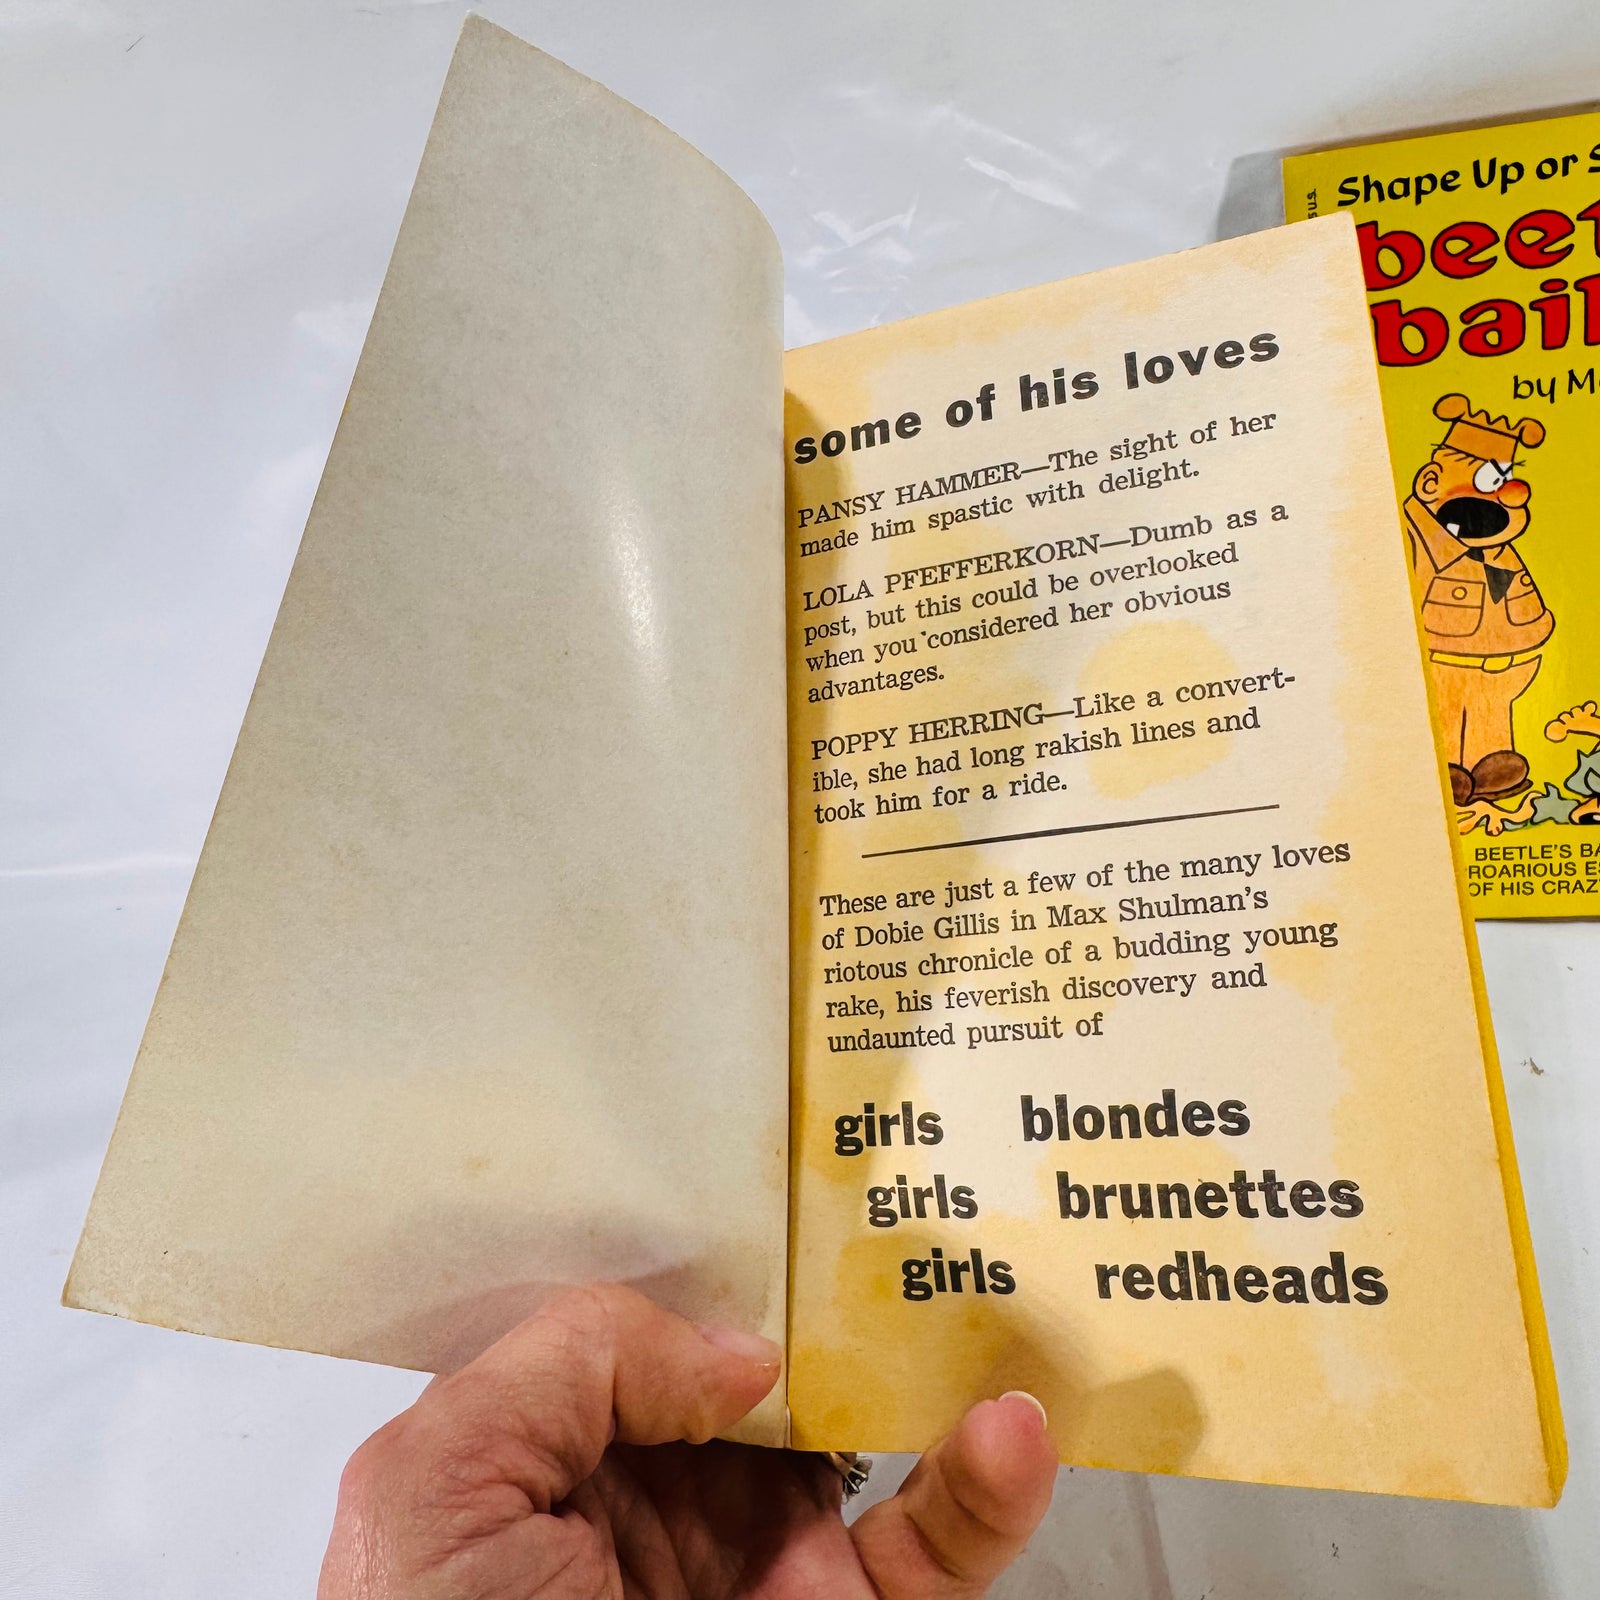 some of his loves
PANSY HAMMER—The sight of her
made him spastic with delight.
LOLA PFEFFERKORN—Dumb as a
post, but this could be overlooked
when you considered her obvious
advantages.
POPPY HERRING—Like a convert-
ible, she had long rakish lines and
took him for a ride.
These are just a few of the many loves
of Dobie Gillis in Max Shulman's
riotous chronicle of a budding young
rake, his feverish discovery and
undaunted pursuit of
girls blondes
girls brunettes
girls redheads
Shape Up or
beet
bail
by
BEETLE'S
ROARIOUS
OF HIS